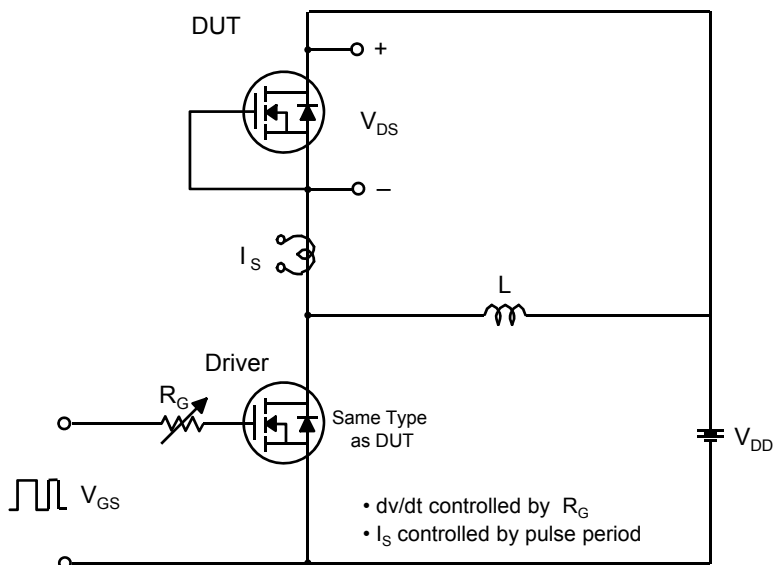 DUT
+
V_DS
–
I_S
L
Driver
R_G
Same Type
as DUT
V_DD
V_GS
• dv/dt controlled by R_G
• I_S controlled by pulse period